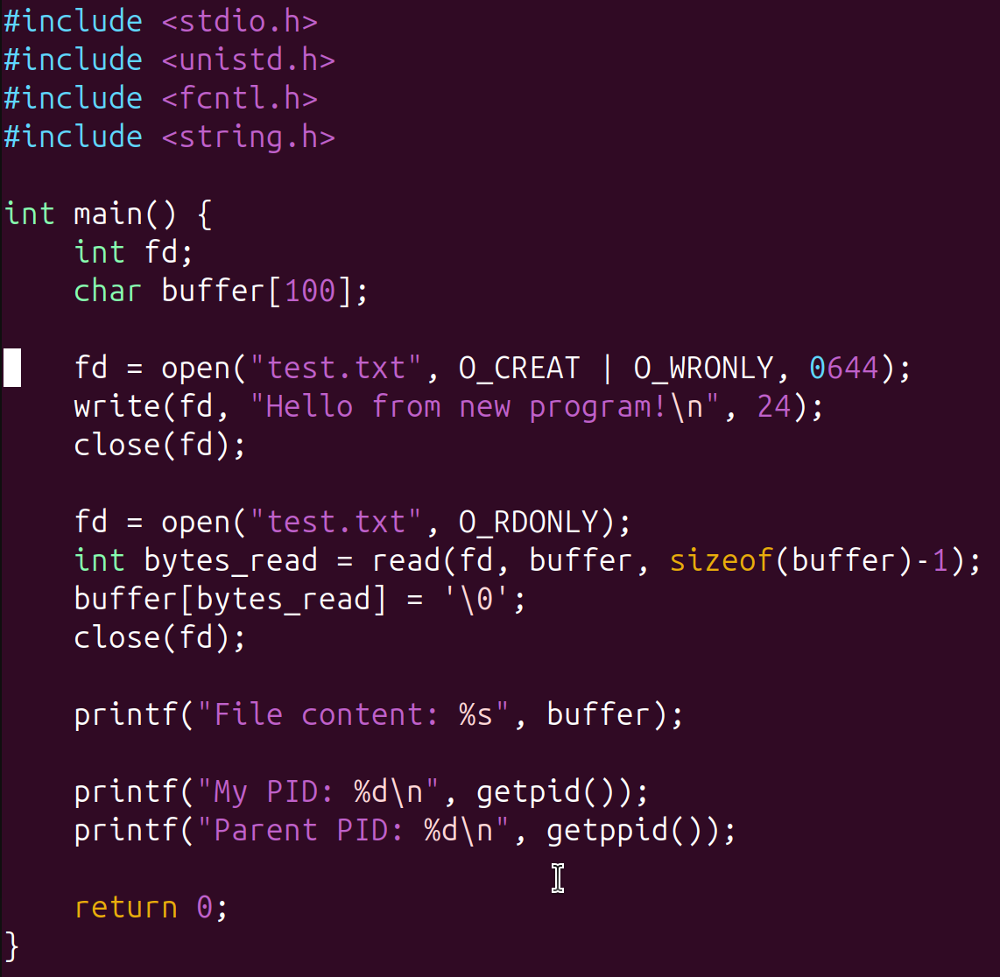 #include <stdio.h>
#include <unistd.h>
#include <fcntl.h>
#include <string.h>

int main() {
    int fd;
    char buffer[100];

    fd = open("test.txt", O_CREAT | O_WRONLY, 0644);
    write(fd, "Hello from new program!\n", 24);
    close(fd);

    fd = open("test.txt", O_RDONLY);
    int bytes_read = read(fd, buffer, sizeof(buffer)-1);
    buffer[bytes_read] = '\0';
    close(fd);

    printf("File content: %s", buffer);

    printf("My PID: %d\n", getpid());
    printf("Parent PID: %d\n", getppid());

    return 0;
}